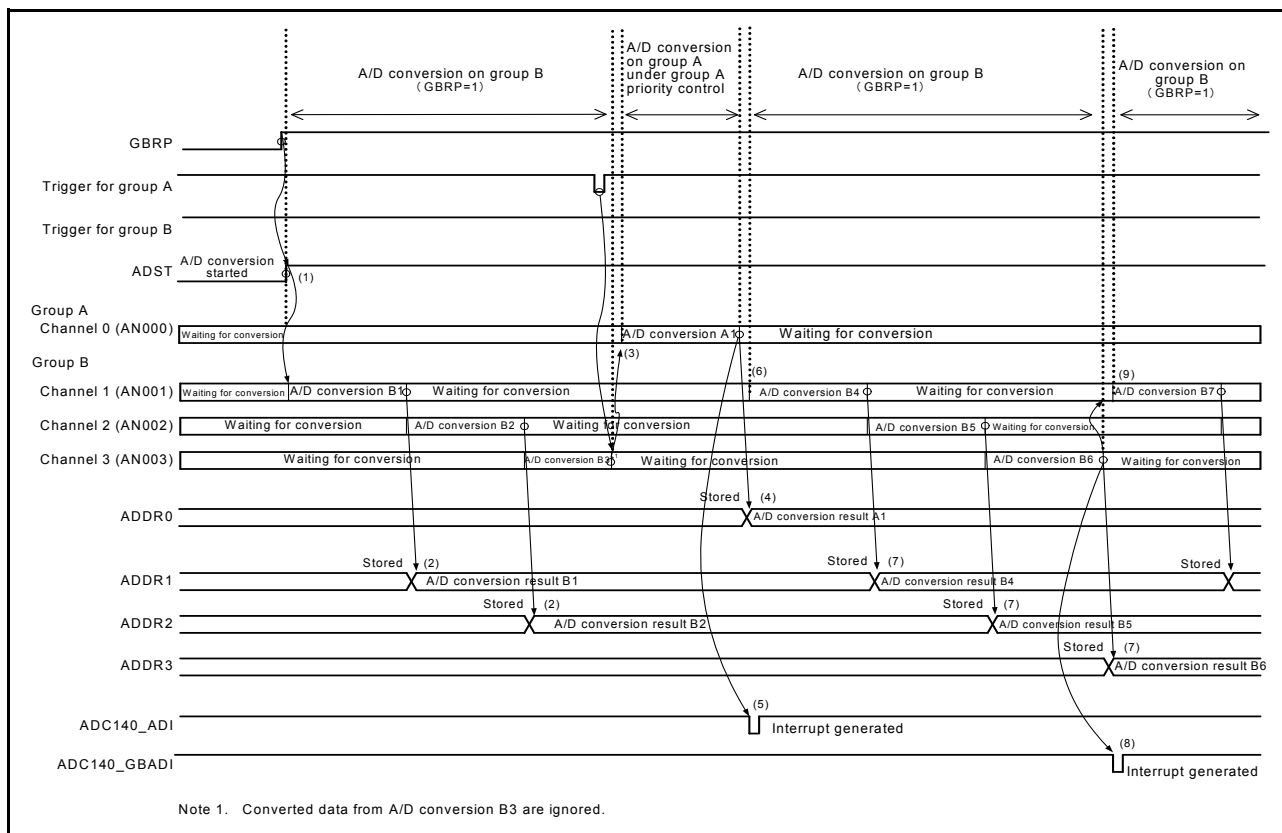 A/D conversion on group B
(GBRP=1)
A/D conversion
on group A
under group A
priority control
A/D conversion on group B
(GBRP=1)
A/D conversion on
group B
(GBRP=1)
GBRP
Trigger for group A
Trigger for group B
ADST
A/D conversion
started
(1)
Group A
Channel 0 (AN000)
Waiting for conversion
A/D conversion A1
Waiting for conversion
(3)
Group B
(6)
(9)
Channel 1 (AN001)
Waiting for conversion
A/D conversion B1
Waiting for conversion
A/D conversion B4
Waiting for conversion
A/D conversion B7
Channel 2 (AN002)
Waiting for conversion
A/D conversion B2
Waiting for conversion
A/D conversion B5
Waiting for conversion
Channel 3 (AN003)
Waiting for conversion
A/D conversion B3*1
Waiting for conversion
A/D conversion B6
Waiting for conversion
Stored (4)
ADDR0
A/D conversion result A1
Stored (2)
Stored (7)
Stored
ADDR1
A/D conversion result B1
A/D conversion result B4
Stored (2)
Stored (7)
ADDR2
A/D conversion result B2
A/D conversion result B5
Stored (7)
ADDR3
A/D conversion result B6
(5)
ADC140_ADI
Interrupt generated
(8)
ADC140_GBADI
Interrupt generated
Note 1. Converted data from A/D conversion B3 are ignored.